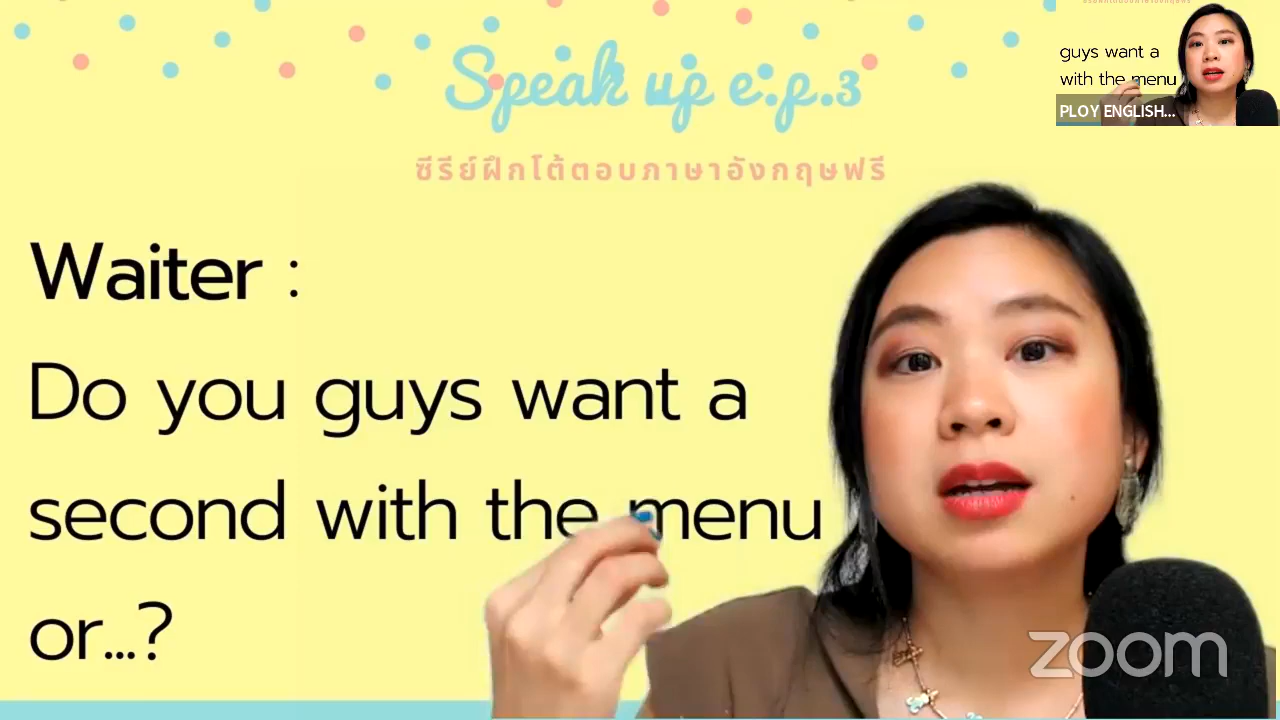 Speak up e.p.3
ซีรีย์ฝึกโต้ตอบภาษาอังกฤษฟรี
guys want a
with the menu
PLOY ENGLISH...
Waiter :
Do you guys want a
second with the menu
or...?
zoom